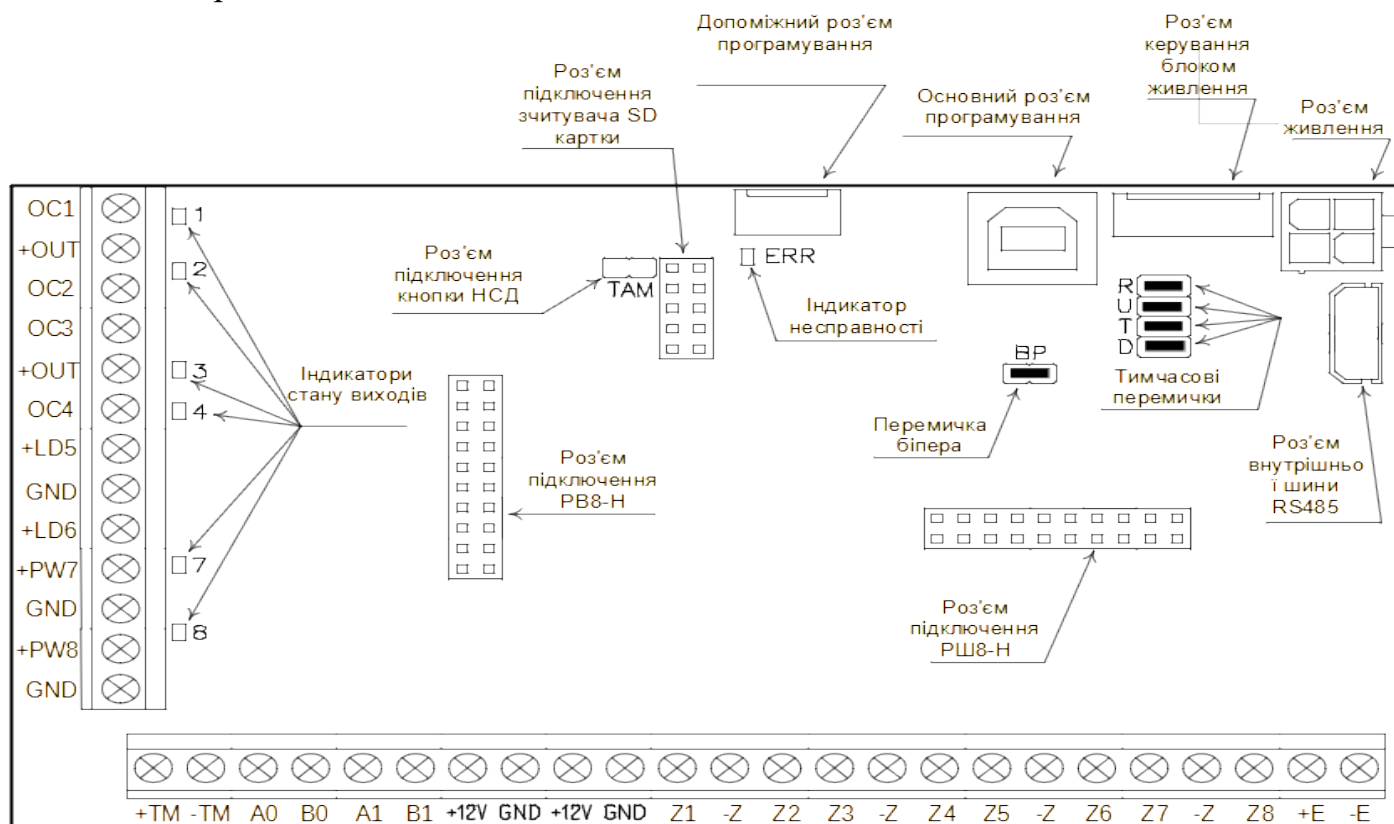 Допоміжний роз'єм
програмування
Роз'єм
керування
блоком
живлення
Роз'єм
підключення
зчитувача SD
картки
Основний роз'єм
програмування
Роз'єм
живлення
OC1
+OUT
OC2
OC3
+OUT
OC4
+LD5
GND
+LD6
+PW7
GND
+PW8
GND
1
2
3
4
7
8
Роз'єм
підключення
кнопки НСД
TAM
ERR
Індикатор
несправності
R
U
T
D
BP
Тимчасові
перемички
Індикатори
стану виходів
Перемичка
біпера
Роз'єм
внутрішньо
ї шини
RS485
Роз'єм
підключення
РВ8-Н
Роз'єм
підключення
РШ8-Н
+TM -TM A0 B0 A1 B1 +12V GND +12V GND Z1 -Z Z2 Z3 -Z Z4 Z5 -Z Z6 Z7 -Z Z8 +E -E